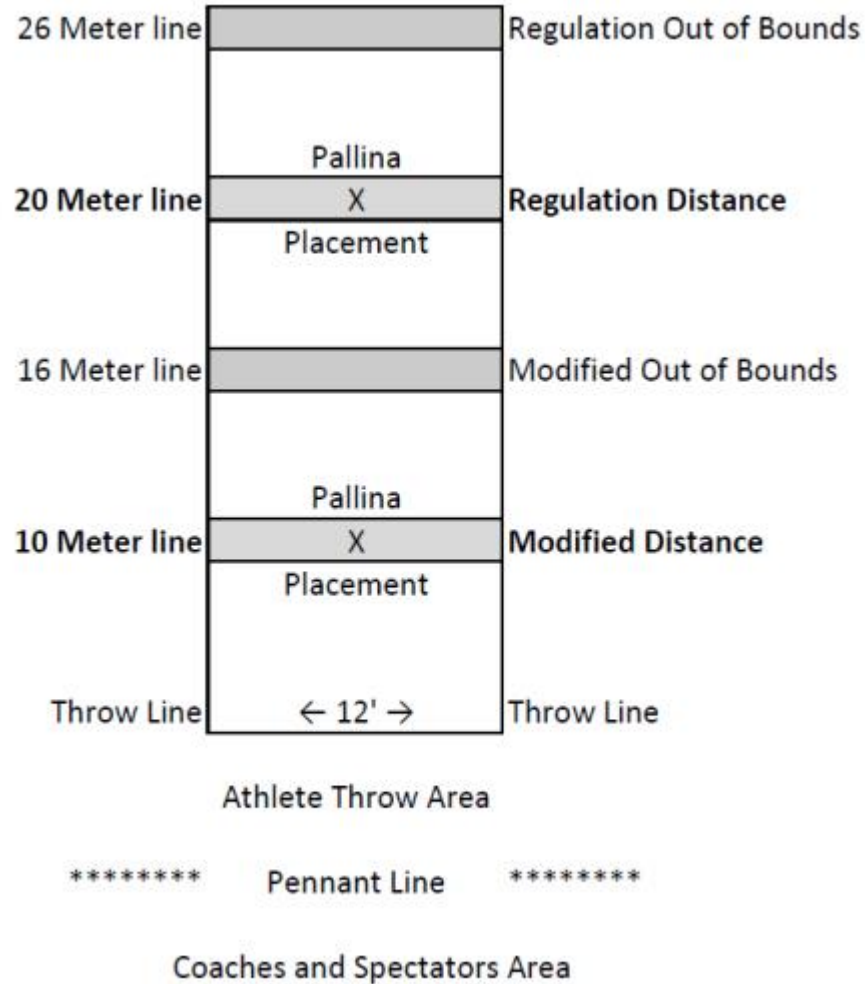 26 Meter line Regulation Out of Bounds
Pallina
20 Meter line X Regulation Distance
Placement
16 Meter line Modified Out of Bounds
Pallina
10 Meter line X Modified Distance
Placement
Throw Line ← 12' → Throw Line
Athlete Throw Area
******** Pennant Line ********
Coaches and Spectators Area